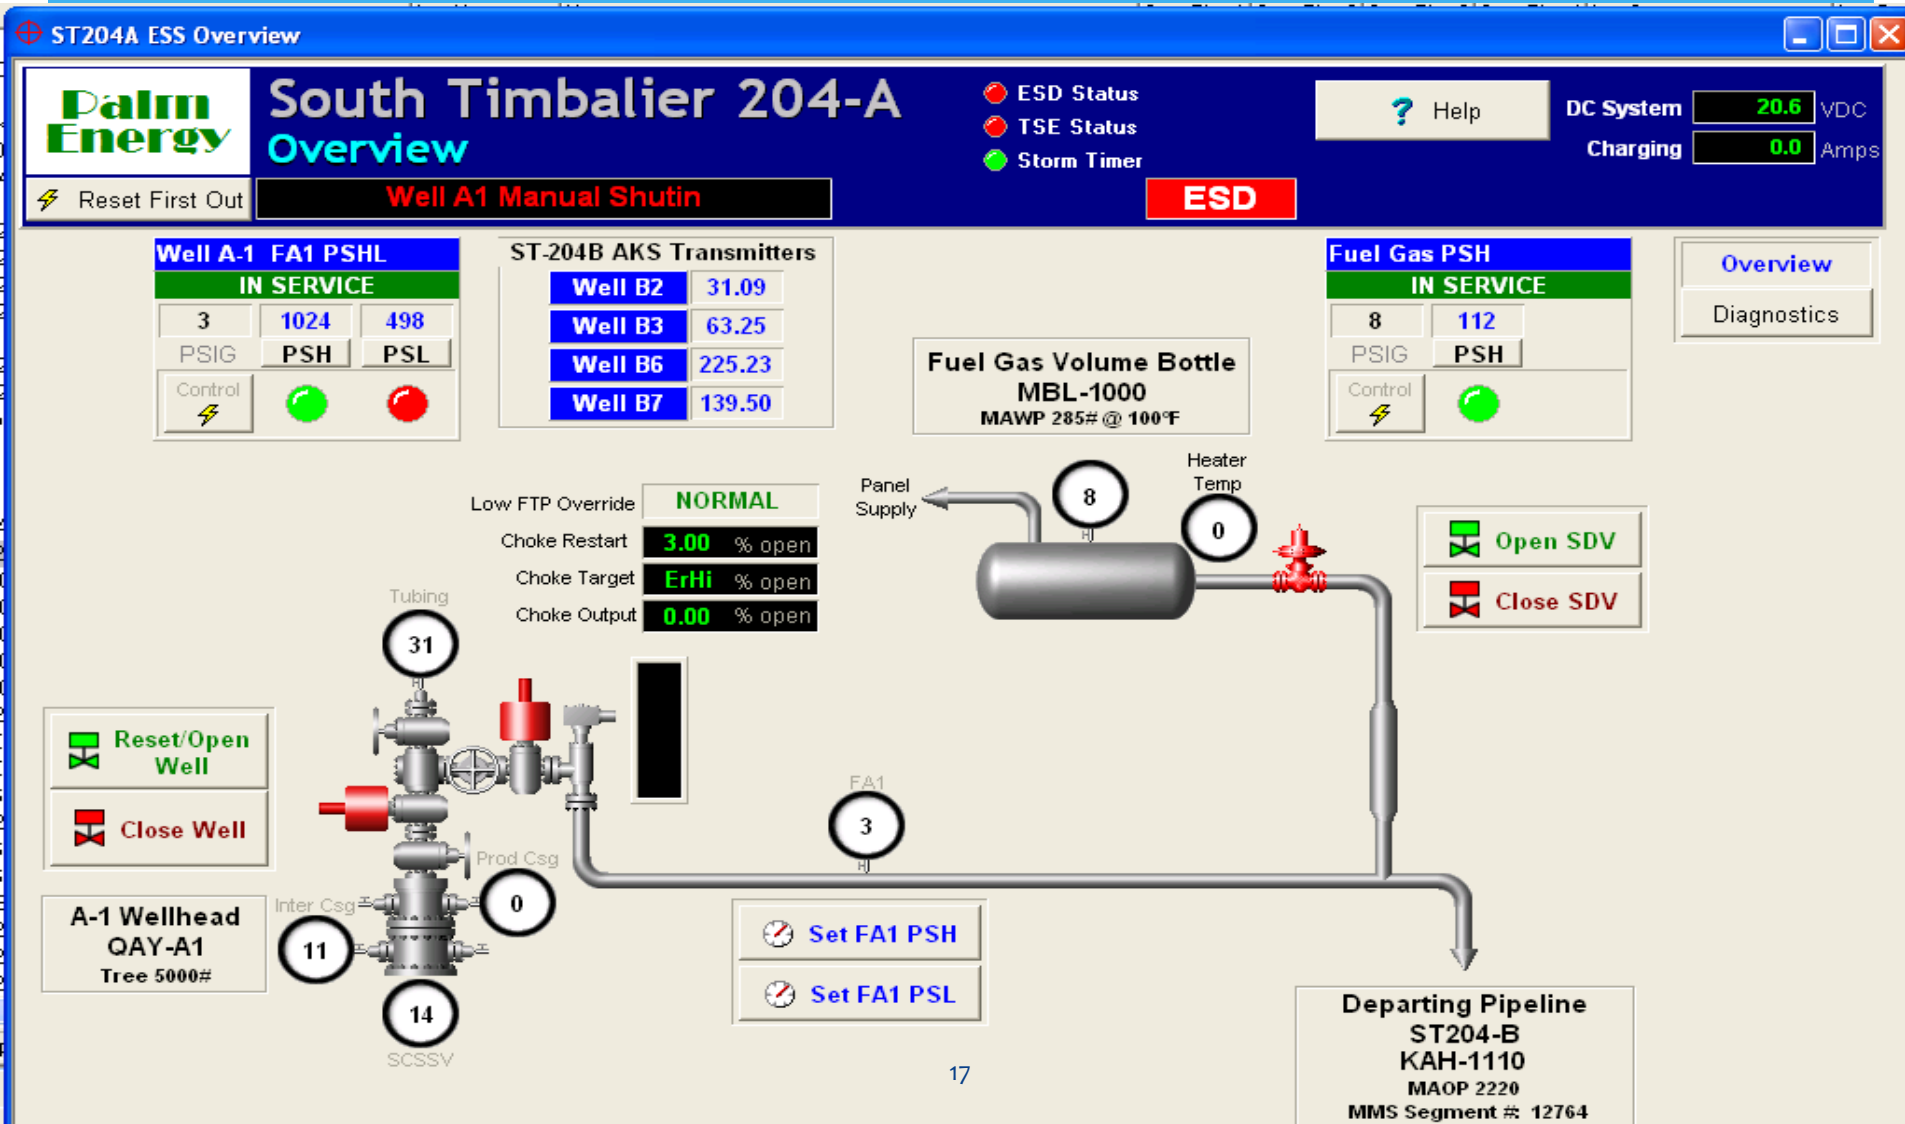 ST204A ESS Overview
Palm
Energy
South Timbalier 204-A
Overview
ESD Status
TSE Status
Storm Timer
Help
DC System 20.6 VDC
Charging 0.0 Amps
Reset First Out
Well A1 Manual Shutin
ESD
Well A-1 FA1 PSHL
IN SERVICE
3 1024 498
PSIG PSH PSL
Control
ST-204B AKS Transmitters
Well B2 31.09
Well B3 63.25
Well B6 225.23
Well B7 139.50
Fuel Gas Volume Bottle
MBL-1000
MAWP 285# @ 100°F
Fuel Gas PSH
IN SERVICE
8 112
PSIG PSH
Control
Overview
Diagnostics
Low FTP Override NORMAL
Choke Restart 3.00 % open
Choke Target ErHi % open
Choke Output 0.00 % open
Panel
Supply
8
Heater
Temp
0
Open SDV
Close SDV
Tubing
31
Reset/Open
Well
Close Well
FA1
3
Prod Csg
0
Inter Csg
11
A-1 Wellhead
QAY-A1
Tree 5000#
14
SCSSV
Set FA1 PSH
Set FA1 PSL
Departing Pipeline
ST204-B
KAH-1110
MAOP 2220
MMS Segment #: 12764
17